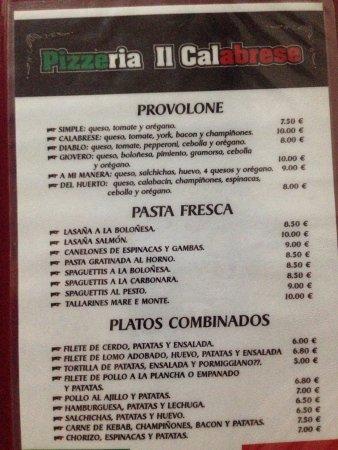 Pizzeria Il Calabrese
PROVOLONE
SIMPLE: queso, tomate y orégano. 7.50 €
CALABRESE: queso, tomate, york, bacon y champiñones. 10.00 €
DIABLO: queso, tomate, pepperoni, cebolla y orégano. 8.00 €
GIOVERO: queso, boloñesa, pimiento, gramorsa, cebolla
y orégano. 10.00 €
A MI MANERA: queso, salchichas, huevo, 4 quesos y orégano. 9.00 €
DEL HUERTO: queso, calabacín, champiñones, espinacas,
cebolla y orégano. 8.00 €
PASTA FRESCA
LASAÑA A LA BOLOÑESA. 8.50 €
LASAÑA SALMÓN. 10.00 €
CANELONES DE ESPINACAS Y GAMBAS. 9.00 €
PASTA GRATINADA AL HORNO. 8.50 €
SPAGUETTIS A LA BOLOÑESA. 8.50 €
SPAGUETTIS A LA CARBONARA. 8.50 €
SPAGUETTIS AL PESTO. 9.00 €
TALLARINES MARE E MONTE. 10.00 €
PLATOS COMBINADOS
FILETE DE CERDO, PATATAS Y ENSALADA. 6.00 €
FILETE DE LOMO ADOBADO, HUEVO, PATATAS Y ENSALADA 6.80 €
TORTILLA DE PATATAS, ENSALADA Y PORMIGGIANO??. 5.00 €
FILETE DE POLLO A LA PLANCHA O EMPANADO
Y PATATAS. 6.80 €
POLLO AL AJILLO Y PATATAS. 7.00 €
HAMBURGUESA, PATATAS Y LECHUGA. 6.50 €
SALCHICHAS, PATATAS Y HUEVO. 6.50 €
CARNE DE KEBAB, CHAMPIÑONES, BACON Y PATATAS. 7.50 €
CHORIZO, ESPINACAS Y PATATAS. 7.00 €